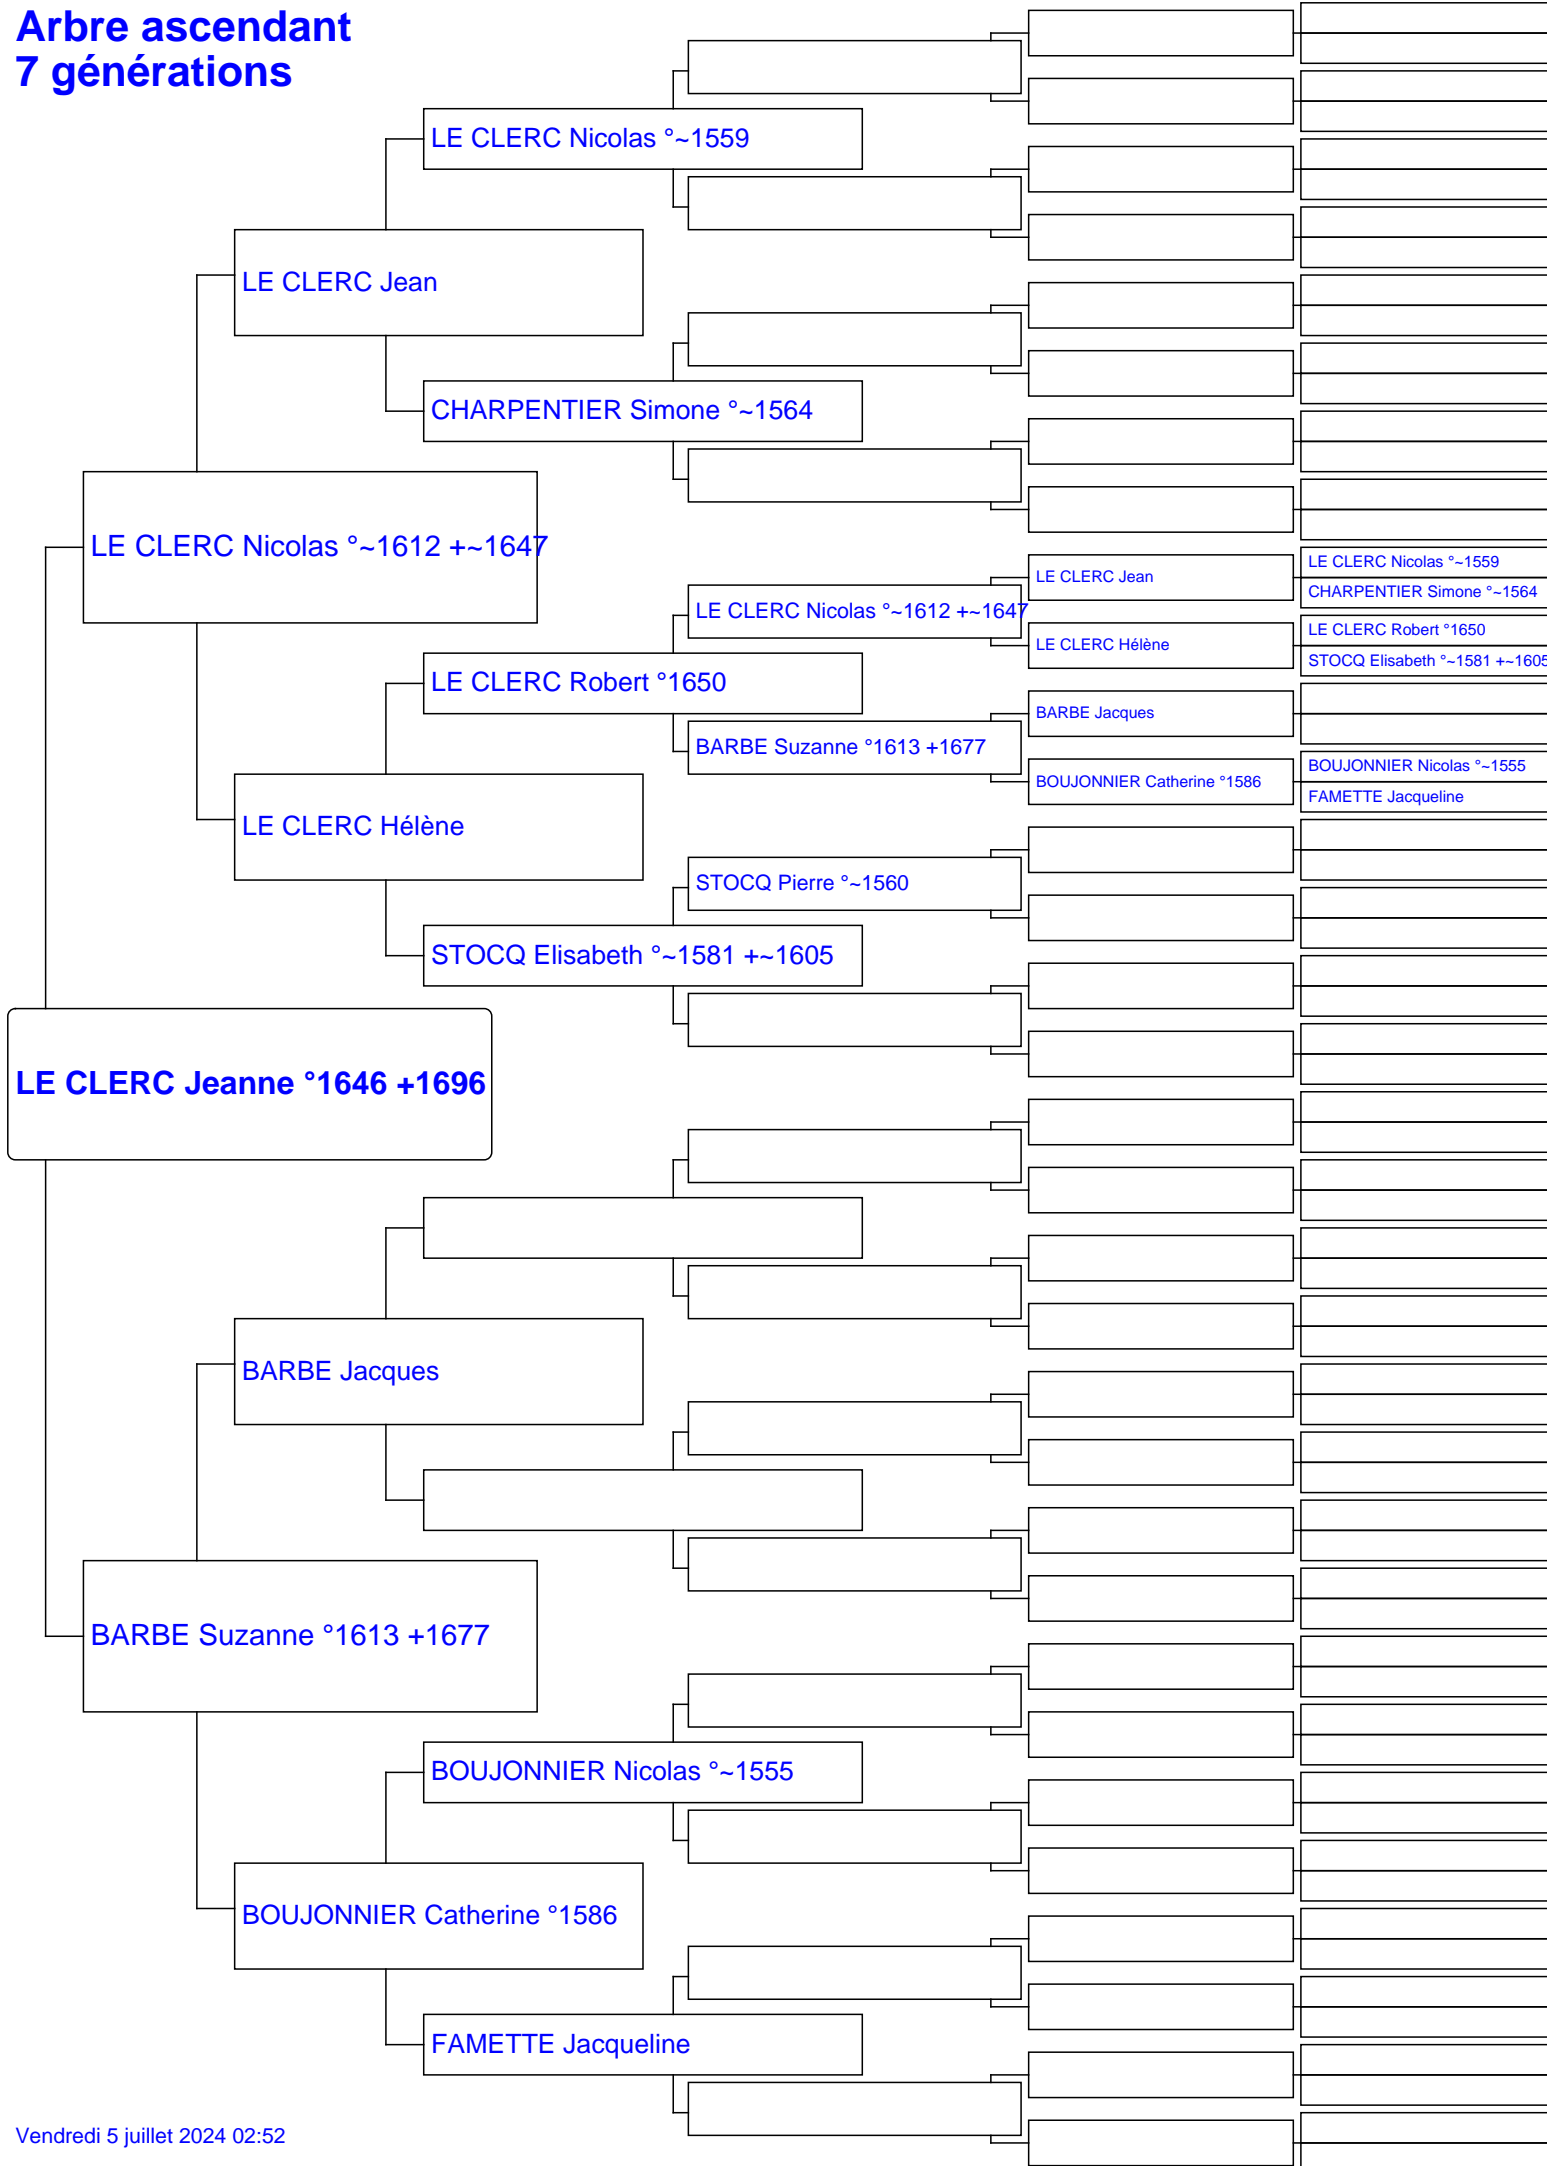 Arbre ascendant
7 générations
LE CLERC Nicolas °~1559
LE CLERC Jean
CHARPENTIER Simone °~1564
LE CLERC Nicolas °~1612 +~1647
LE CLERC Jean
LE CLERC Nicolas °~1559
CHARPENTIER Simone °~1564
LE CLERC Nicolas °~1612 +~1647
LE CLERC Hélène
LE CLERC Robert °1650
STOCQ Elisabeth °~1581 +~1605
LE CLERC Robert °1650
BARBE Jacques
BARBE Suzanne °1613 +1677
BOUJONNIER Catherine °1586
BOUJONNIER Nicolas °~1555
FAMETTE Jacqueline
LE CLERC Hélène
STOCQ Pierre °~1560
STOCQ Elisabeth °~1581 +~1605
LE CLERC Jeanne °1646 +1696
BARBE Jacques
BARBE Suzanne °1613 +1677
BOUJONNIER Nicolas °~1555
BOUJONNIER Catherine °1586
FAMETTE Jacqueline
Vendredi 5 juillet 2024 02:52